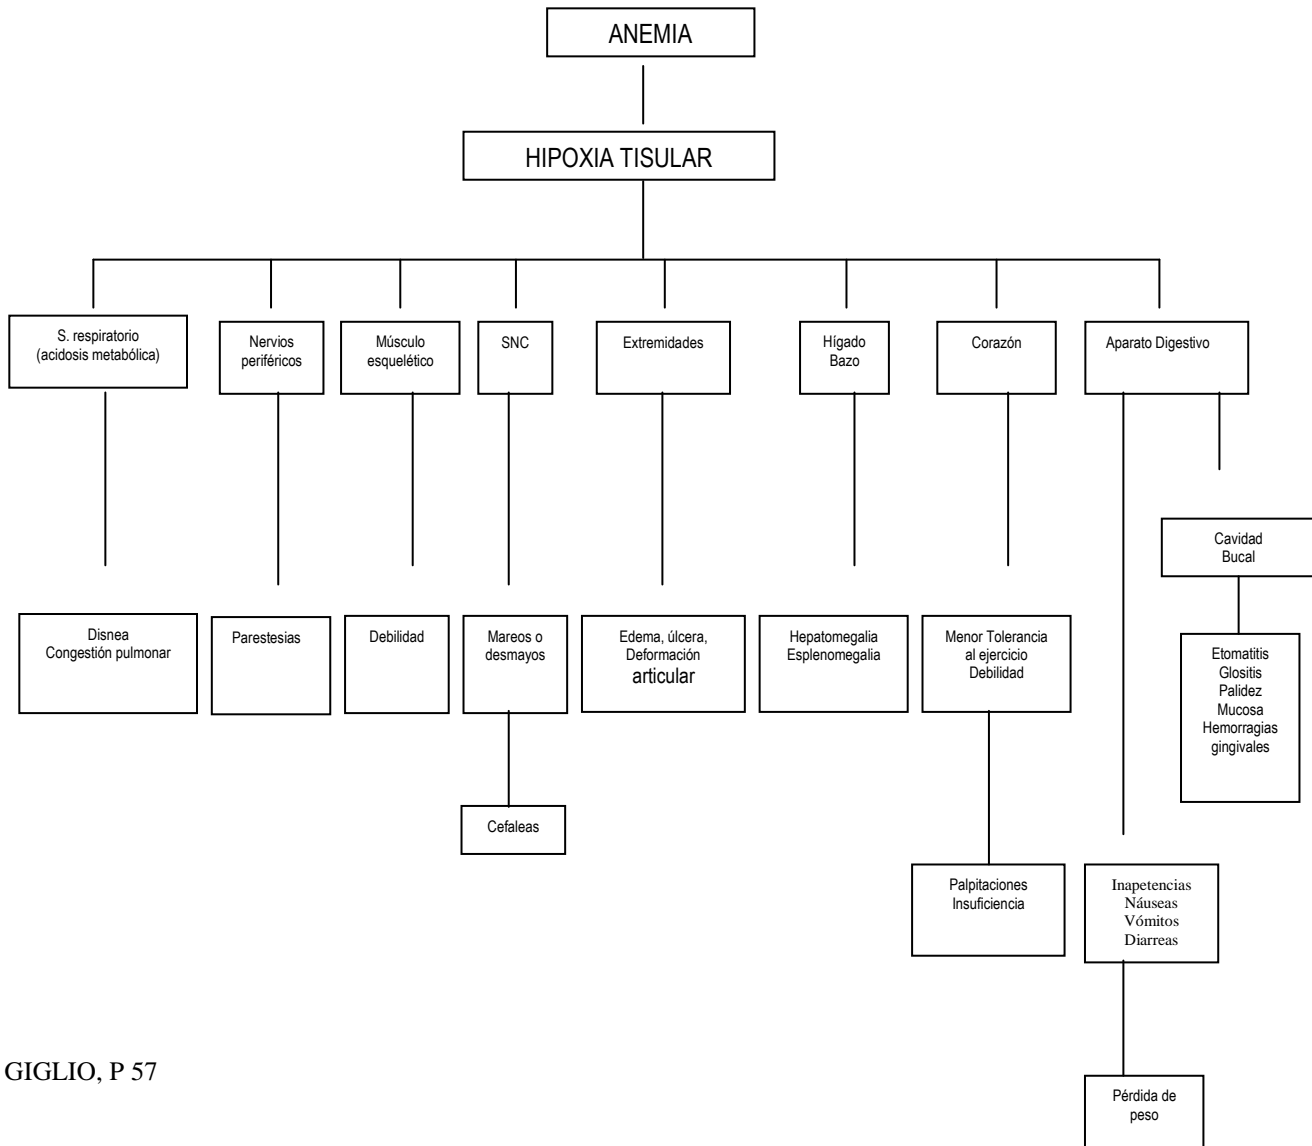 ANEMIA
HIPOXIA TISULAR
S. respiratorio
(acidosis metabólica)
Nervios
periféricos
Músculo
esquelético
SNC
Extremidades
Hígado
Bazo
Corazón
Aparato Digestivo
Cavidad
Bucal
Disnea
Congestión pulmonar
Parestesias
Debilidad
Mareos o
desmayos
Edema, úlcera,
Deformación
articular
Hepatomegalia
Esplenomegalia
Menor Tolerancia
al ejercicio
Debilidad
Etomatitis
Glositis
Palidez
Mucosa
Hemorragias
gingivales
Cefaleas
Palpitaciones
Insuficiencia
Inapetencias
Náuseas
Vómitos
Diarreas
GIGLIO, P 57
Pérdida de
peso